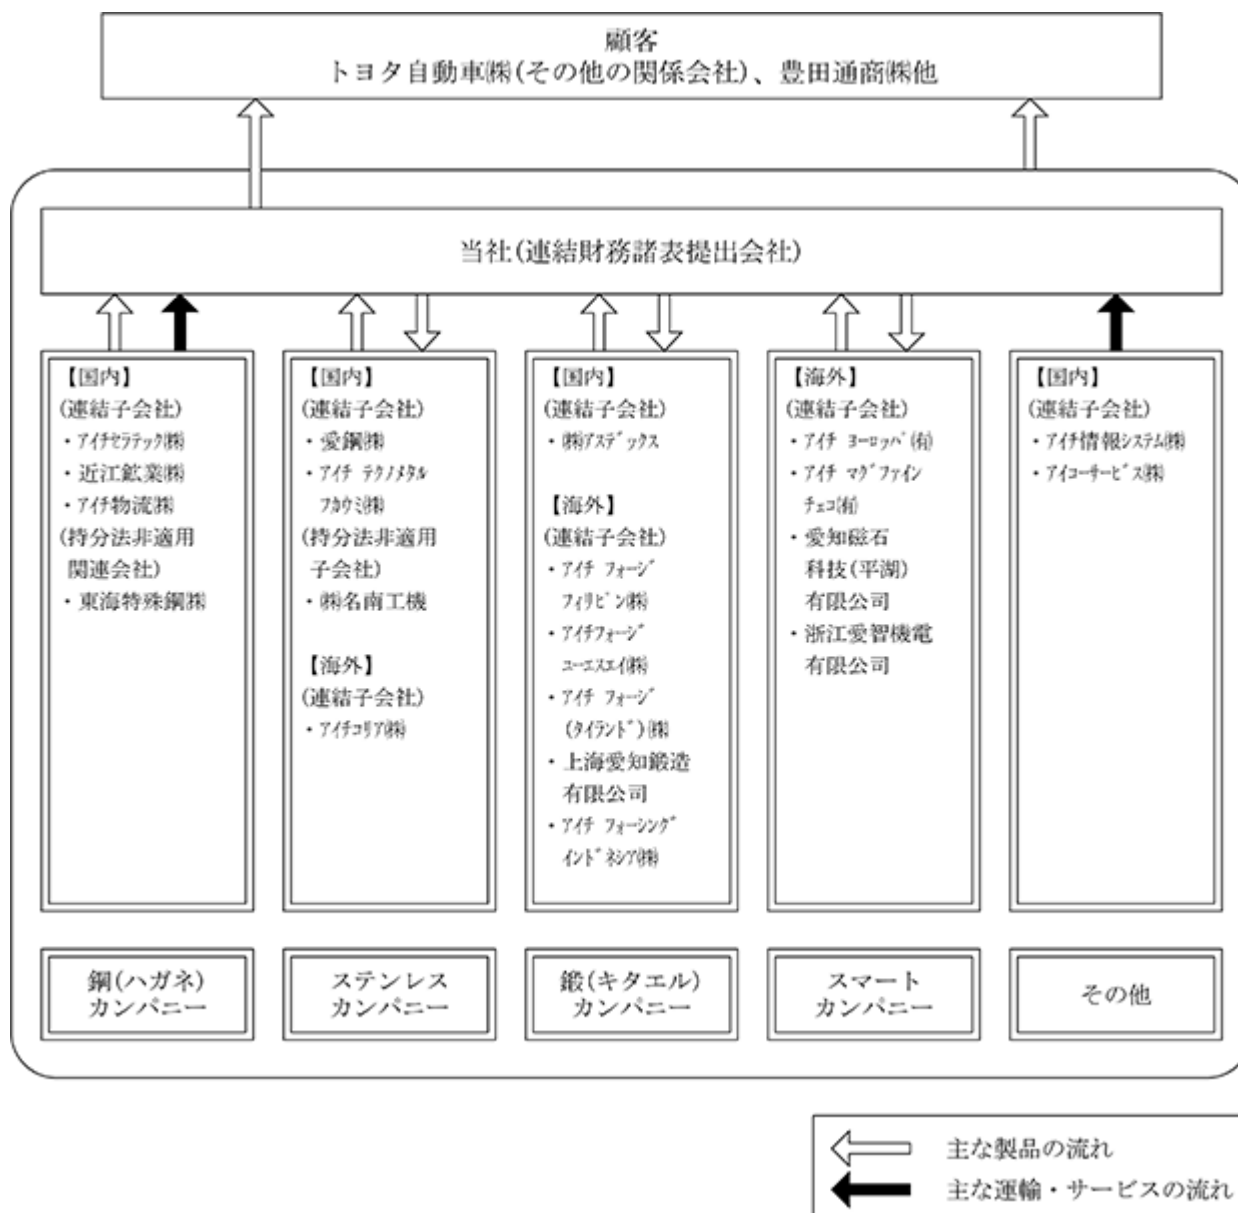 顧客
トヨタ自動車㈱(その他の関係会社)、豊田通商㈱他
当社(連結財務諸表提出会社)
【国内】
(連結子会社)
・ｱｲﾁｾﾗﾃｯｸ㈱
・近江鉱業㈱
・ｱｲﾁ物流㈱
(持分法非適用
関連会社)
・東海特殊鋼㈱
【国内】
(連結子会社)
・愛鋼㈱
・ｱｲﾁ ﾃｸﾉﾒﾀﾙ
ﾌｶｳﾐ㈱
(持分法非適用
子会社)
・㈱名南工機
【海外】
(連結子会社)
・ｱｲﾁｺﾘｱ㈱
【国内】
(連結子会社)
・㈱ｱｽﾃﾞｯｸｽ
【海外】
(連結子会社)
・ｱｲﾁ ﾌｫｰｼﾞ
ﾌｨﾘﾋﾟﾝ㈱
・ｱｲﾁﾌｫｰｼﾞ
ﾕｰｴｽｴｲ㈱
・ｱｲﾁ ﾌｫｰｼﾞ
(ﾀｲﾗﾝﾄﾞ)㈱
・上海愛知鍛造
有限公司
・ｱｲﾁ ﾌｫｰｼﾝｸﾞ
ｲﾝﾄﾞﾈｼｱ㈱
【海外】
(連結子会社)
・ｱｲﾁ ﾖｰﾛｯﾊﾟ㈲
・ｱｲﾁ ﾏｸﾞﾌｧｲﾝ
ﾁｪｺ㈲
・愛知磁石
科技(平湖)
有限公司
・浙江愛智機電
有限公司
【国内】
(連結子会社)
・ｱｲﾁ情報ｼｽﾃﾑ㈱
・ｱｲｺｰｻｰﾋﾞｽ㈱
鋼(ハガネ)
カンパニー
ステンレス
カンパニー
鍛(キタエル)
カンパニー
スマート
カンパニー
その他
主な製品の流れ
主な運輸・サービスの流れ